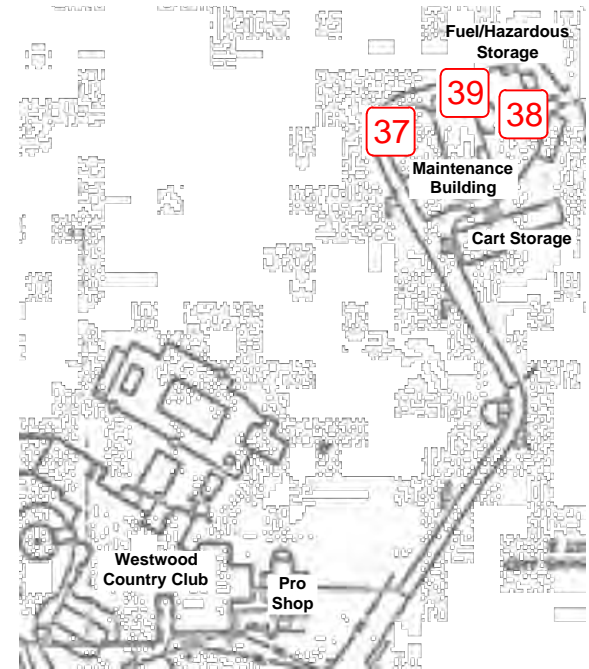 Fuel/Hazardous
Storage
39
38
37
Maintenance
Building
Cart Storage
Westwood
Country Club
Pro
Shop